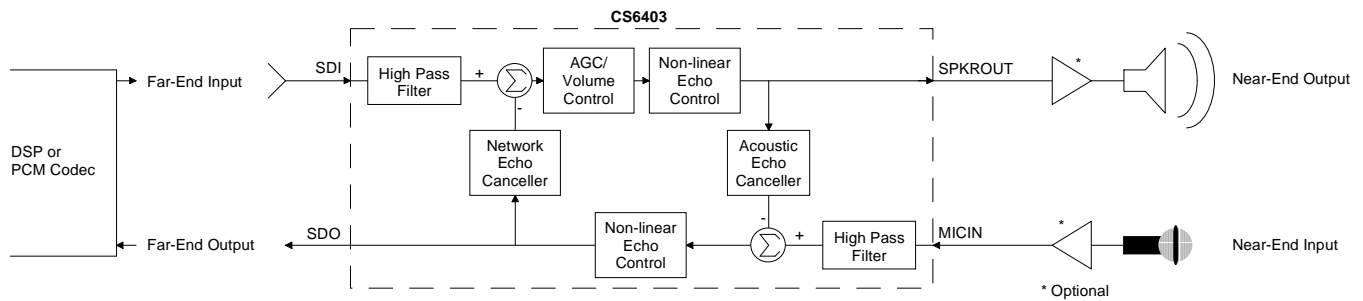 CS6403
DSP or
PCM Codec
Far-End Input
SDI
High Pass
Filter
+
Σ
-
AGC/
Volume
Control
Non-linear
Echo
Control
SPKROUT
*
Near-End Output
Network
Echo
Canceller
Acoustic
Echo
Canceller
Far-End Output
SDO
Non-linear
Echo
Control
-
Σ
+
High Pass
Filter
MICIN
*
Near-End Input
* Optional